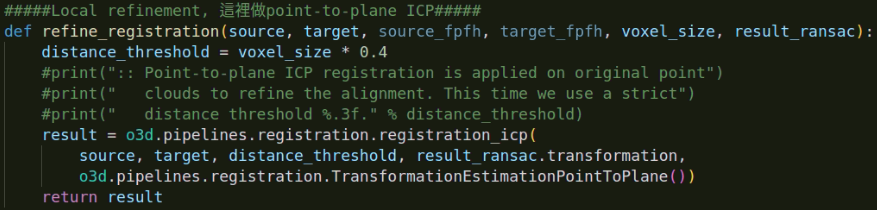 #####Local refinement, 這裡做point-to-plane ICP#####
def refine_registration(source, target, source_fpfh, target_fpfh, voxel_size, result_ransac):
    distance_threshold = voxel_size * 0.4
    #print(":: Point-to-plane ICP registration is applied on original point")
    #print("   clouds to refine the alignment. This time we use a strict")
    #print("   distance threshold %.3f." % distance_threshold)
    result = o3d.pipelines.registration.registration_icp(
        source, target, distance_threshold, result_ransac.transformation,
        o3d.pipelines.registration.TransformationEstimationPointToPlane())
    return result